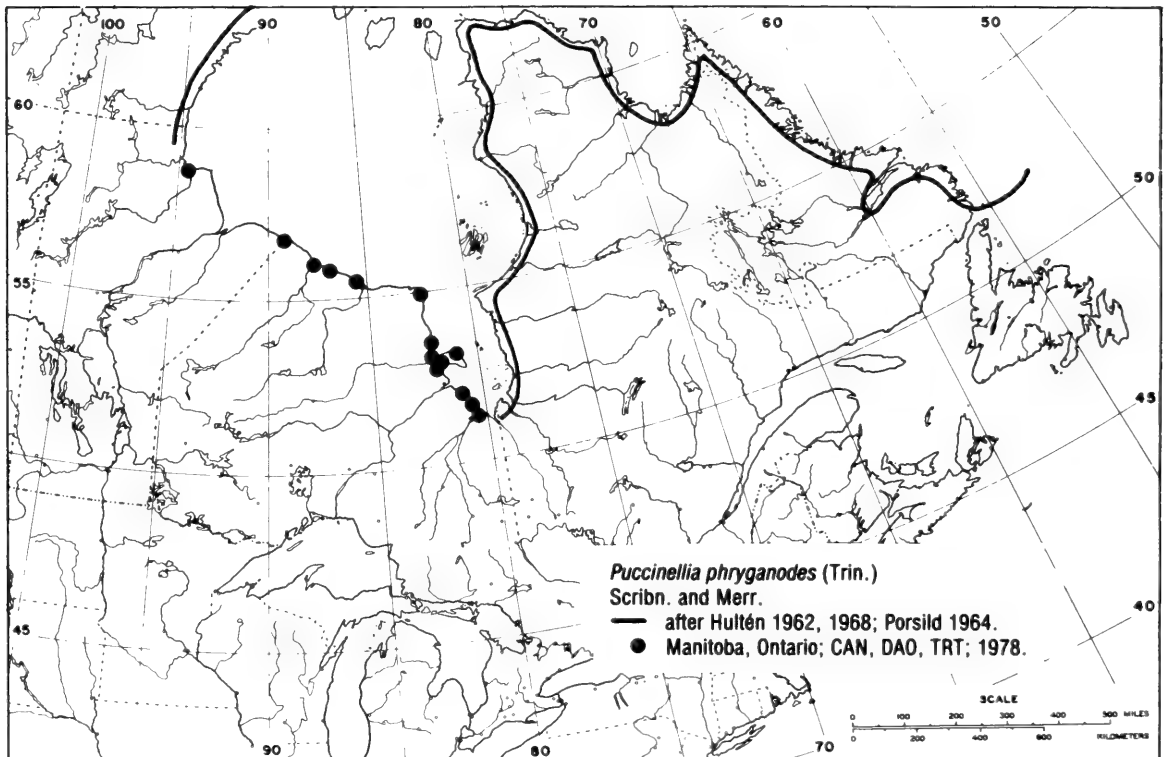 100
90
80
70
60
50
60
50
55
45
45
40
Puccinellia phryganodes (Trin.)
Scribn. and Merr.
after Hultén 1962, 1968; Porsild 1964.
Manitoba, Ontario; CAN, DAO, TRT; 1978.
SCALE
0 100 200 300 400 500 MILES
0 200 400 600 KILOMETERS
90
80
70